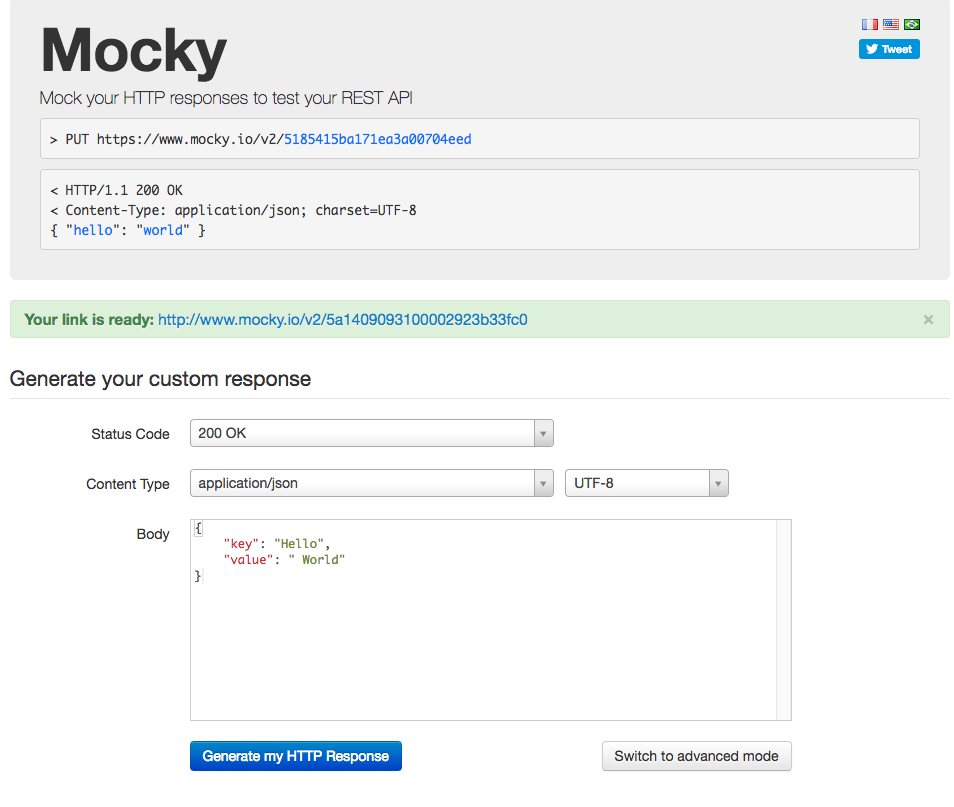 Mocky
Tweet
Mock your HTTP responses to test your REST API
> PUT https://www.mocky.io/v2/5185415ba171ea3a00704eed
< HTTP/1.1 200 OK
< Content-Type: application/json; charset=UTF-8
{ "hello": "world" }
Your link is ready: http://www.mocky.io/v2/5a1409093100002923b33fc0 ×
Generate your custom response
Status Code 200 OK
Content Type application/json UTF-8
Body
{
"key": "Hello",
"value": " World"
}
Generate my HTTP Response Switch to advanced mode